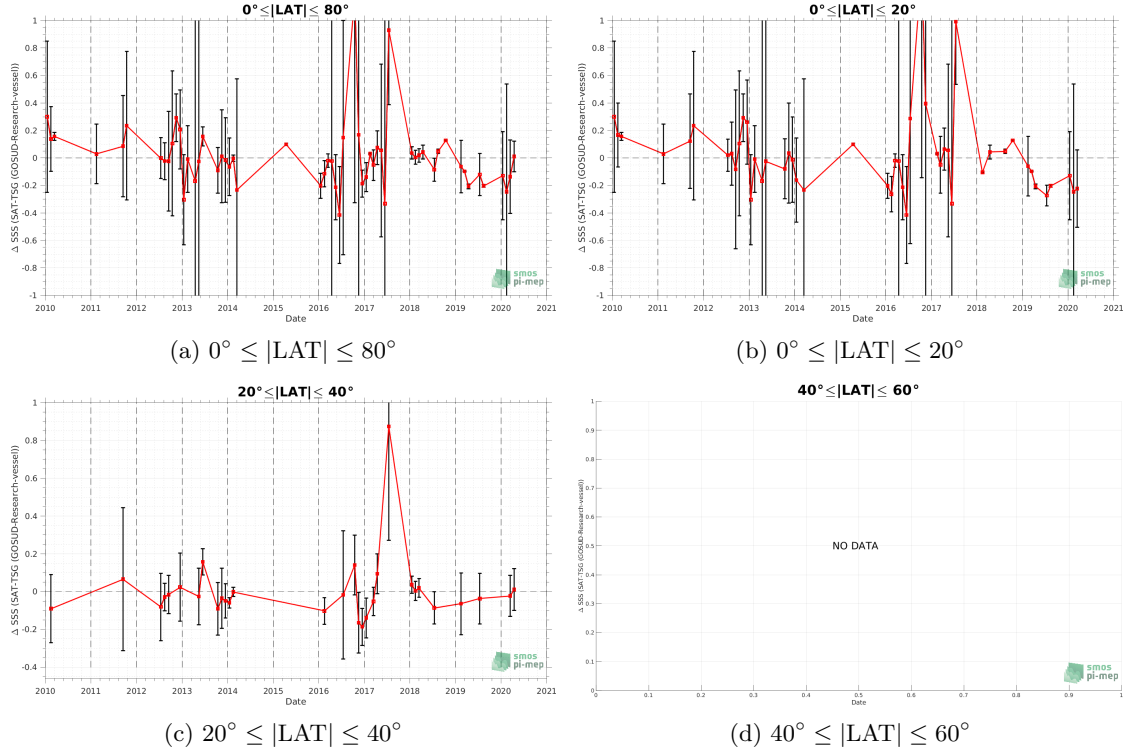 0°≤|LAT|≤ 80°
Δ SSS (SAT-TSG (GOSUD-Research-vessel))
1
0.8
0.6
0.4
0.2
0
-0.2
-0.4
-0.6
-0.8
-1
2010 2011 2012 2013 2014 2015 2016 2017 2018 2019 2020 2021
Date
smos
pi-mep
(a) 0° ≤ |LAT| ≤ 80°
0°≤|LAT|≤ 20°
Δ SSS (SAT-TSG (GOSUD-Research-vessel))
1
0.8
0.6
0.4
0.2
0
-0.2
-0.4
-0.6
-0.8
-1
2010 2011 2012 2013 2014 2015 2016 2017 2018 2019 2020 2021
Date
smos
pi-mep
(b) 0° ≤ |LAT| ≤ 20°
20°≤|LAT|≤ 40°
Δ SSS (SAT-TSG (GOSUD-Research-vessel))
1
0.8
0.6
0.4
0.2
0
-0.2
-0.4
2010 2011 2012 2013 2014 2015 2016 2017 2018 2019 2020 2021
Date
smos
pi-mep
(c) 20° ≤ |LAT| ≤ 40°
40°≤|LAT|≤ 60°
Δ SSS (SAT-TSG (GOSUD-Research-vessel))
1
0.9
0.8
0.7
0.6
0.5
0.4
0.3
0.2
0.1
0
NO DATA
0 0.1 0.2 0.3 0.4 0.5 0.6 0.7 0.8 0.9 1
Date
smos
pi-mep
(d) 40° ≤ |LAT| ≤ 60°